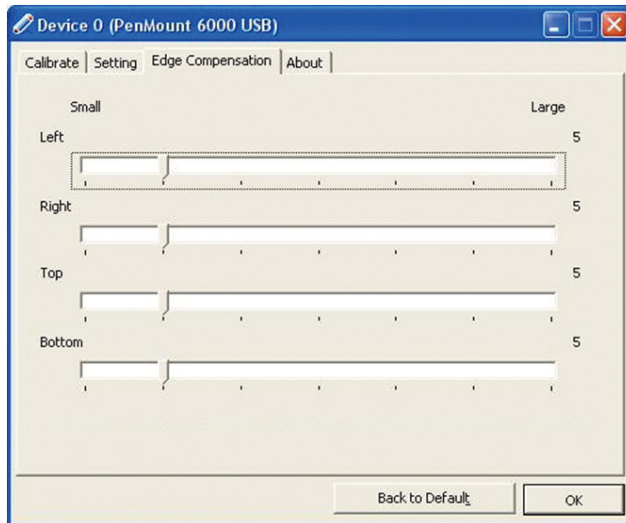 Device 0 (PenMount 6000 USB)
Calibrate Setting Edge Compensation About
Small Large
Left 5
Right 5
Top 5
Bottom 5
Back to Default OK